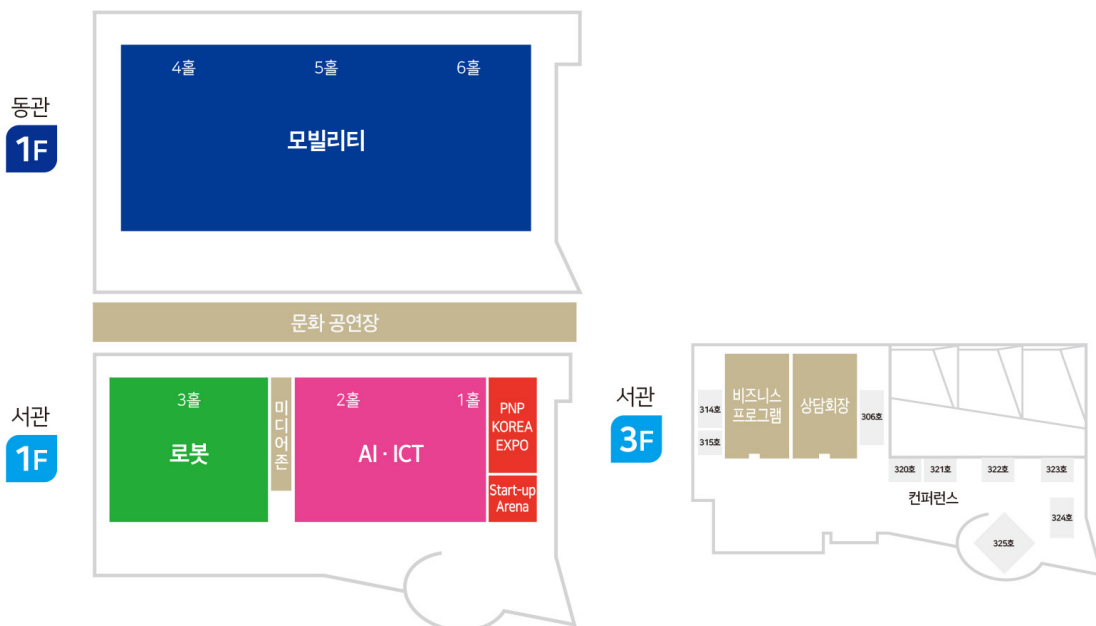 동관
1F
4홀
5홀
6홀
모빌리티
문화 공연장
서관
1F
3홀
로봇
미디어존
2홀
1홀
AI · ICT
PNP
KOREA
EXPO
Start-up
Arena
서관
3F
314호
315호
비즈니스
프로그램
상담회장
306호
320호
321호
322호
323호
컨퍼런스
324호
325호